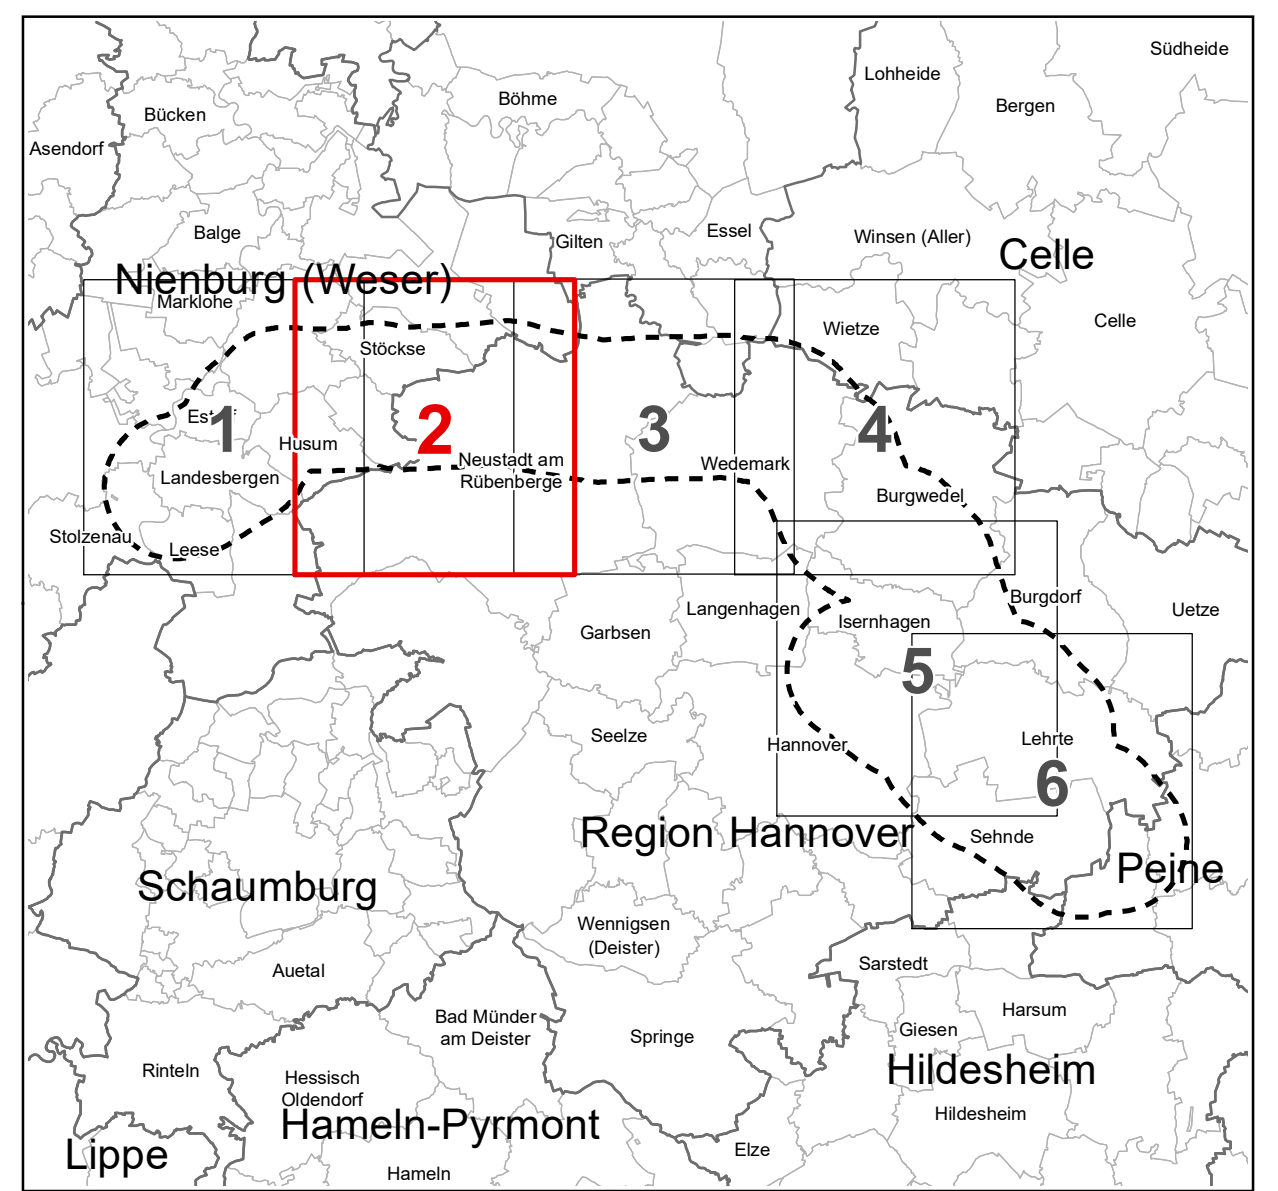 Südheide
Lohheide
Böhme
Bergen
Bücken
Asendorf
Balge
Gilten
Essel
Winsen (Aller)
Celle
Nienburg (Weser)
Marklohe
Celle
Wietze
Stöckse
1
2
3
4
Husum
Neustadt am
Rübenberge
Wedemark
Landesbergen
Burgwedel
Stolzenau
Leese
Burgdorf
Langenhagen
Uetze
Isernhagen
Garbsen
5
Seelze
Hannover
Lehrte
6
Region Hannover
Sehnde
Peine
Schaumburg
Wennigsen
(Deister)
Sarstedt
Auetal
Harsum
Bad Münder
am Deister
Giesen
Springe
Rinteln
Hildesheim
Hessisch
Oldendorf
Hildesheim
Hameln-Pyrmont
Elze
Lippe
Hameln